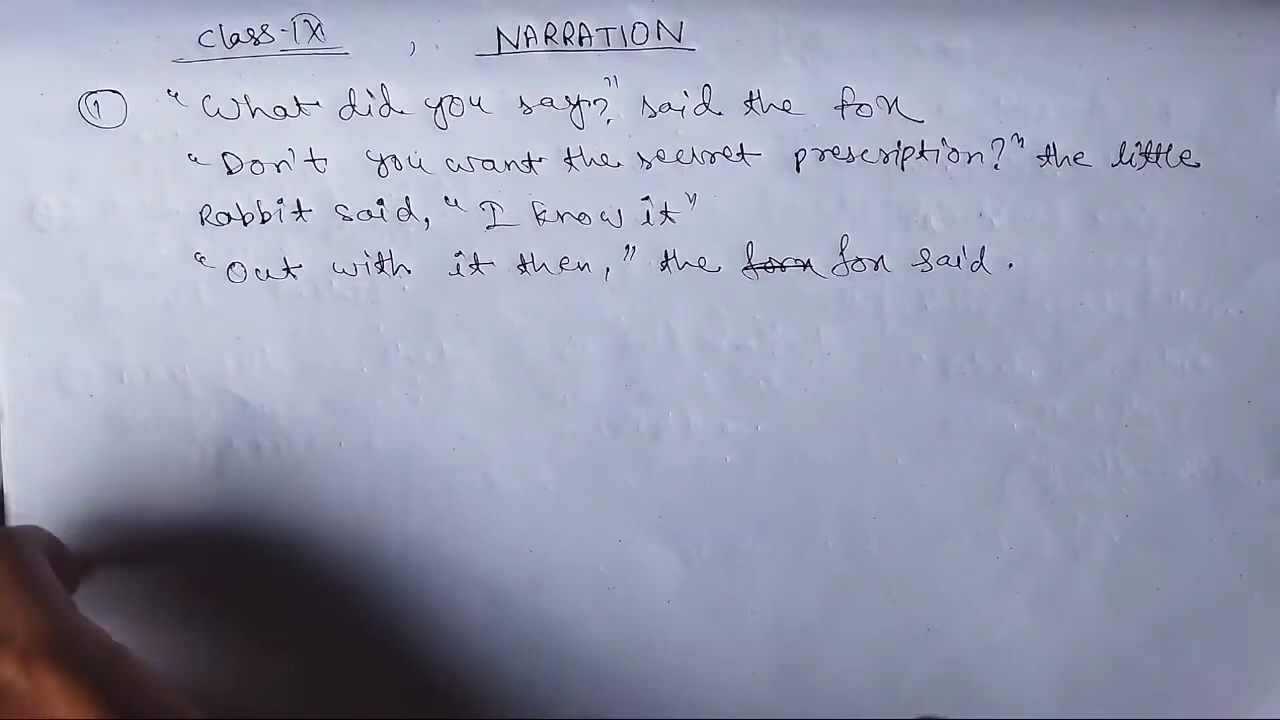 Class-IX , NARRATION
① "What did you say?" said the fox
"Don't you want the secret prescription?" the little
Rabbit said, "I know it"
"Out with it then," the fox said.